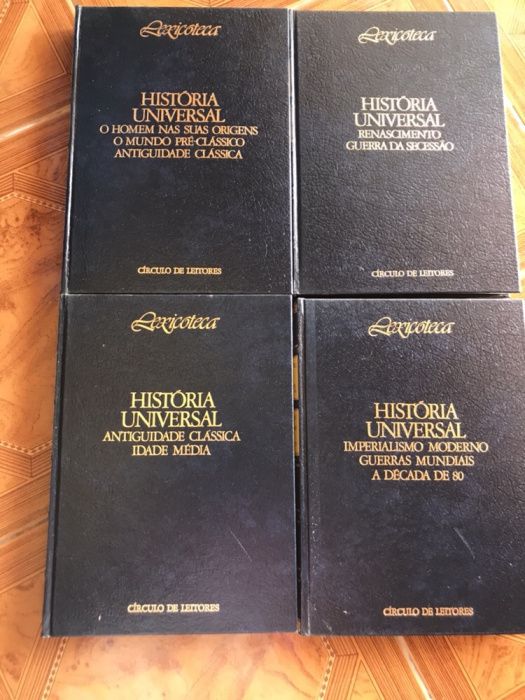 Lexicoteca
HISTÓRIA
UNIVERSAL
O HOMEM NAS SUAS ORIGENS
O MUNDO PRÉ-CLÁSSICO
ANTIGUIDADE CLÁSSICA
CÍRCULO DE LEITORES
Lexicoteca
HISTÓRIA
UNIVERSAL
RENASCIMENTO
GUERRA DA SECESSÃO
CÍRCULO DE LEITORES
Lexicoteca
HISTÓRIA
UNIVERSAL
ANTIGUIDADE CLÁSSICA
IDADE MÉDIA
CÍRCULO DE LEITORES
Lexicoteca
HISTÓRIA
UNIVERSAL
IMPERIALISMO MODERNO
GUERRAS MUNDIAIS
A DÉCADA DE 80
CÍRCULO DE LEITORES